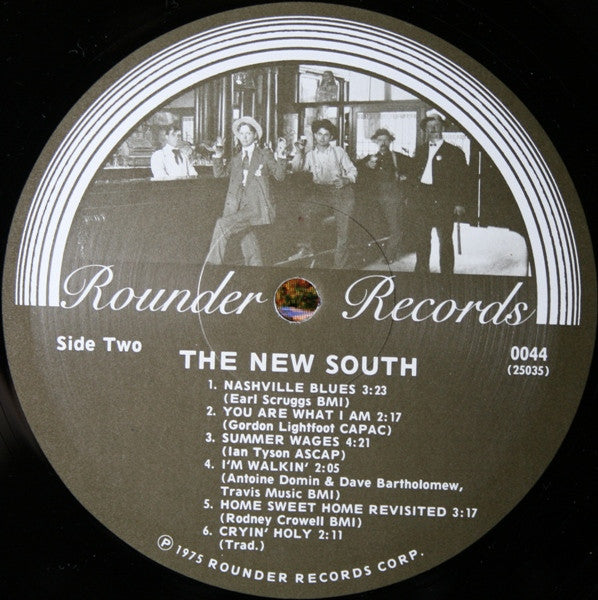 Rounder Records
Side Two
0044
(25035)
THE NEW SOUTH
1. NASHVILLE BLUES 3:23
(Earl Scruggs BMI)
2. YOU ARE WHAT I AM 2:17
(Gordon Lightfoot CAPAC)
3. SUMMER WAGES 4:21
(Ian Tyson ASCAP)
4. I'M WALKIN' 2:05
(Antoine Domin & Dave Bartholomew,
Travis Music BMI)
5. HOME SWEET HOME REVISITED 3:17
(Rodney Crowell BMI)
6. CRYIN' HOLY 2:11
(Trad.)
Ⓟ 1975 ROUNDER RECORDS CORP.